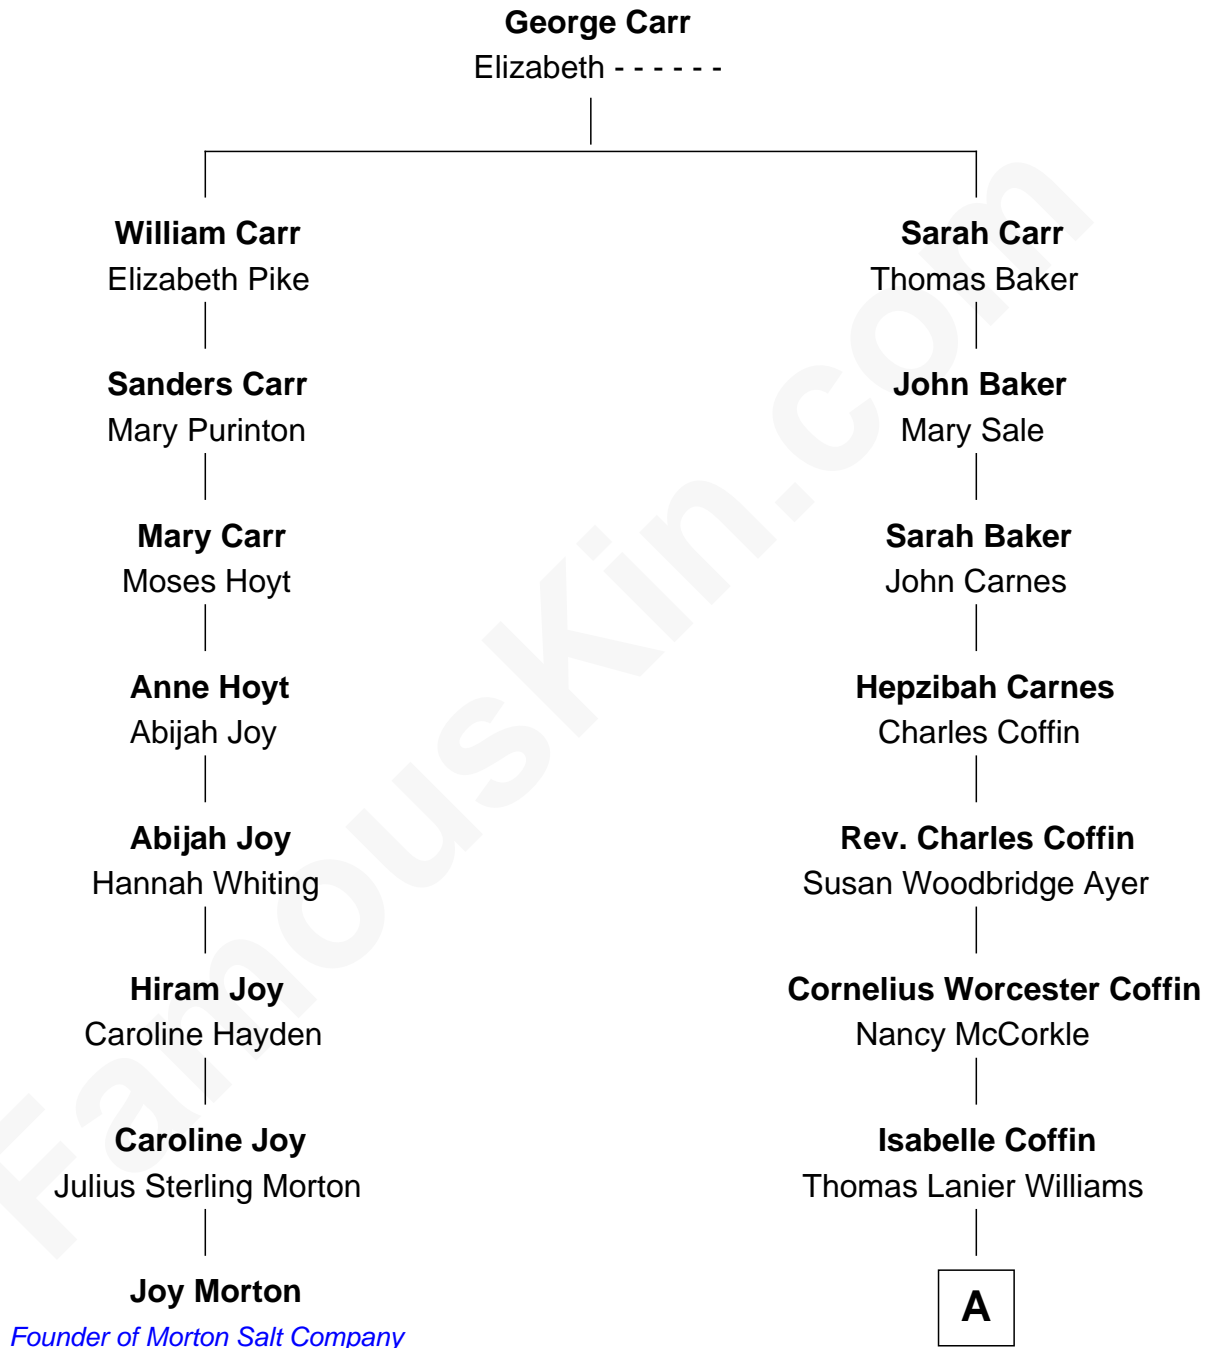 George Carr
Elizabeth - - - - - -
William Carr
Elizabeth Pike
Sanders Carr
Mary Purinton
Mary Carr
Moses Hoyt
Anne Hoyt
Abijah Joy
Abijah Joy
Hannah Whiting
Hiram Joy
Caroline Hayden
Caroline Joy
Julius Sterling Morton
Joy Morton
Founder of Morton Salt Company
Sarah Carr
Thomas Baker
John Baker
Mary Sale
Sarah Baker
John Carnes
Hepzibah Carnes
Charles Coffin
Rev. Charles Coffin
Susan Woodbridge Ayer
Cornelius Worcester Coffin
Nancy McCorkle
Isabelle Coffin
Thomas Lanier Williams
A
FamousKin.com